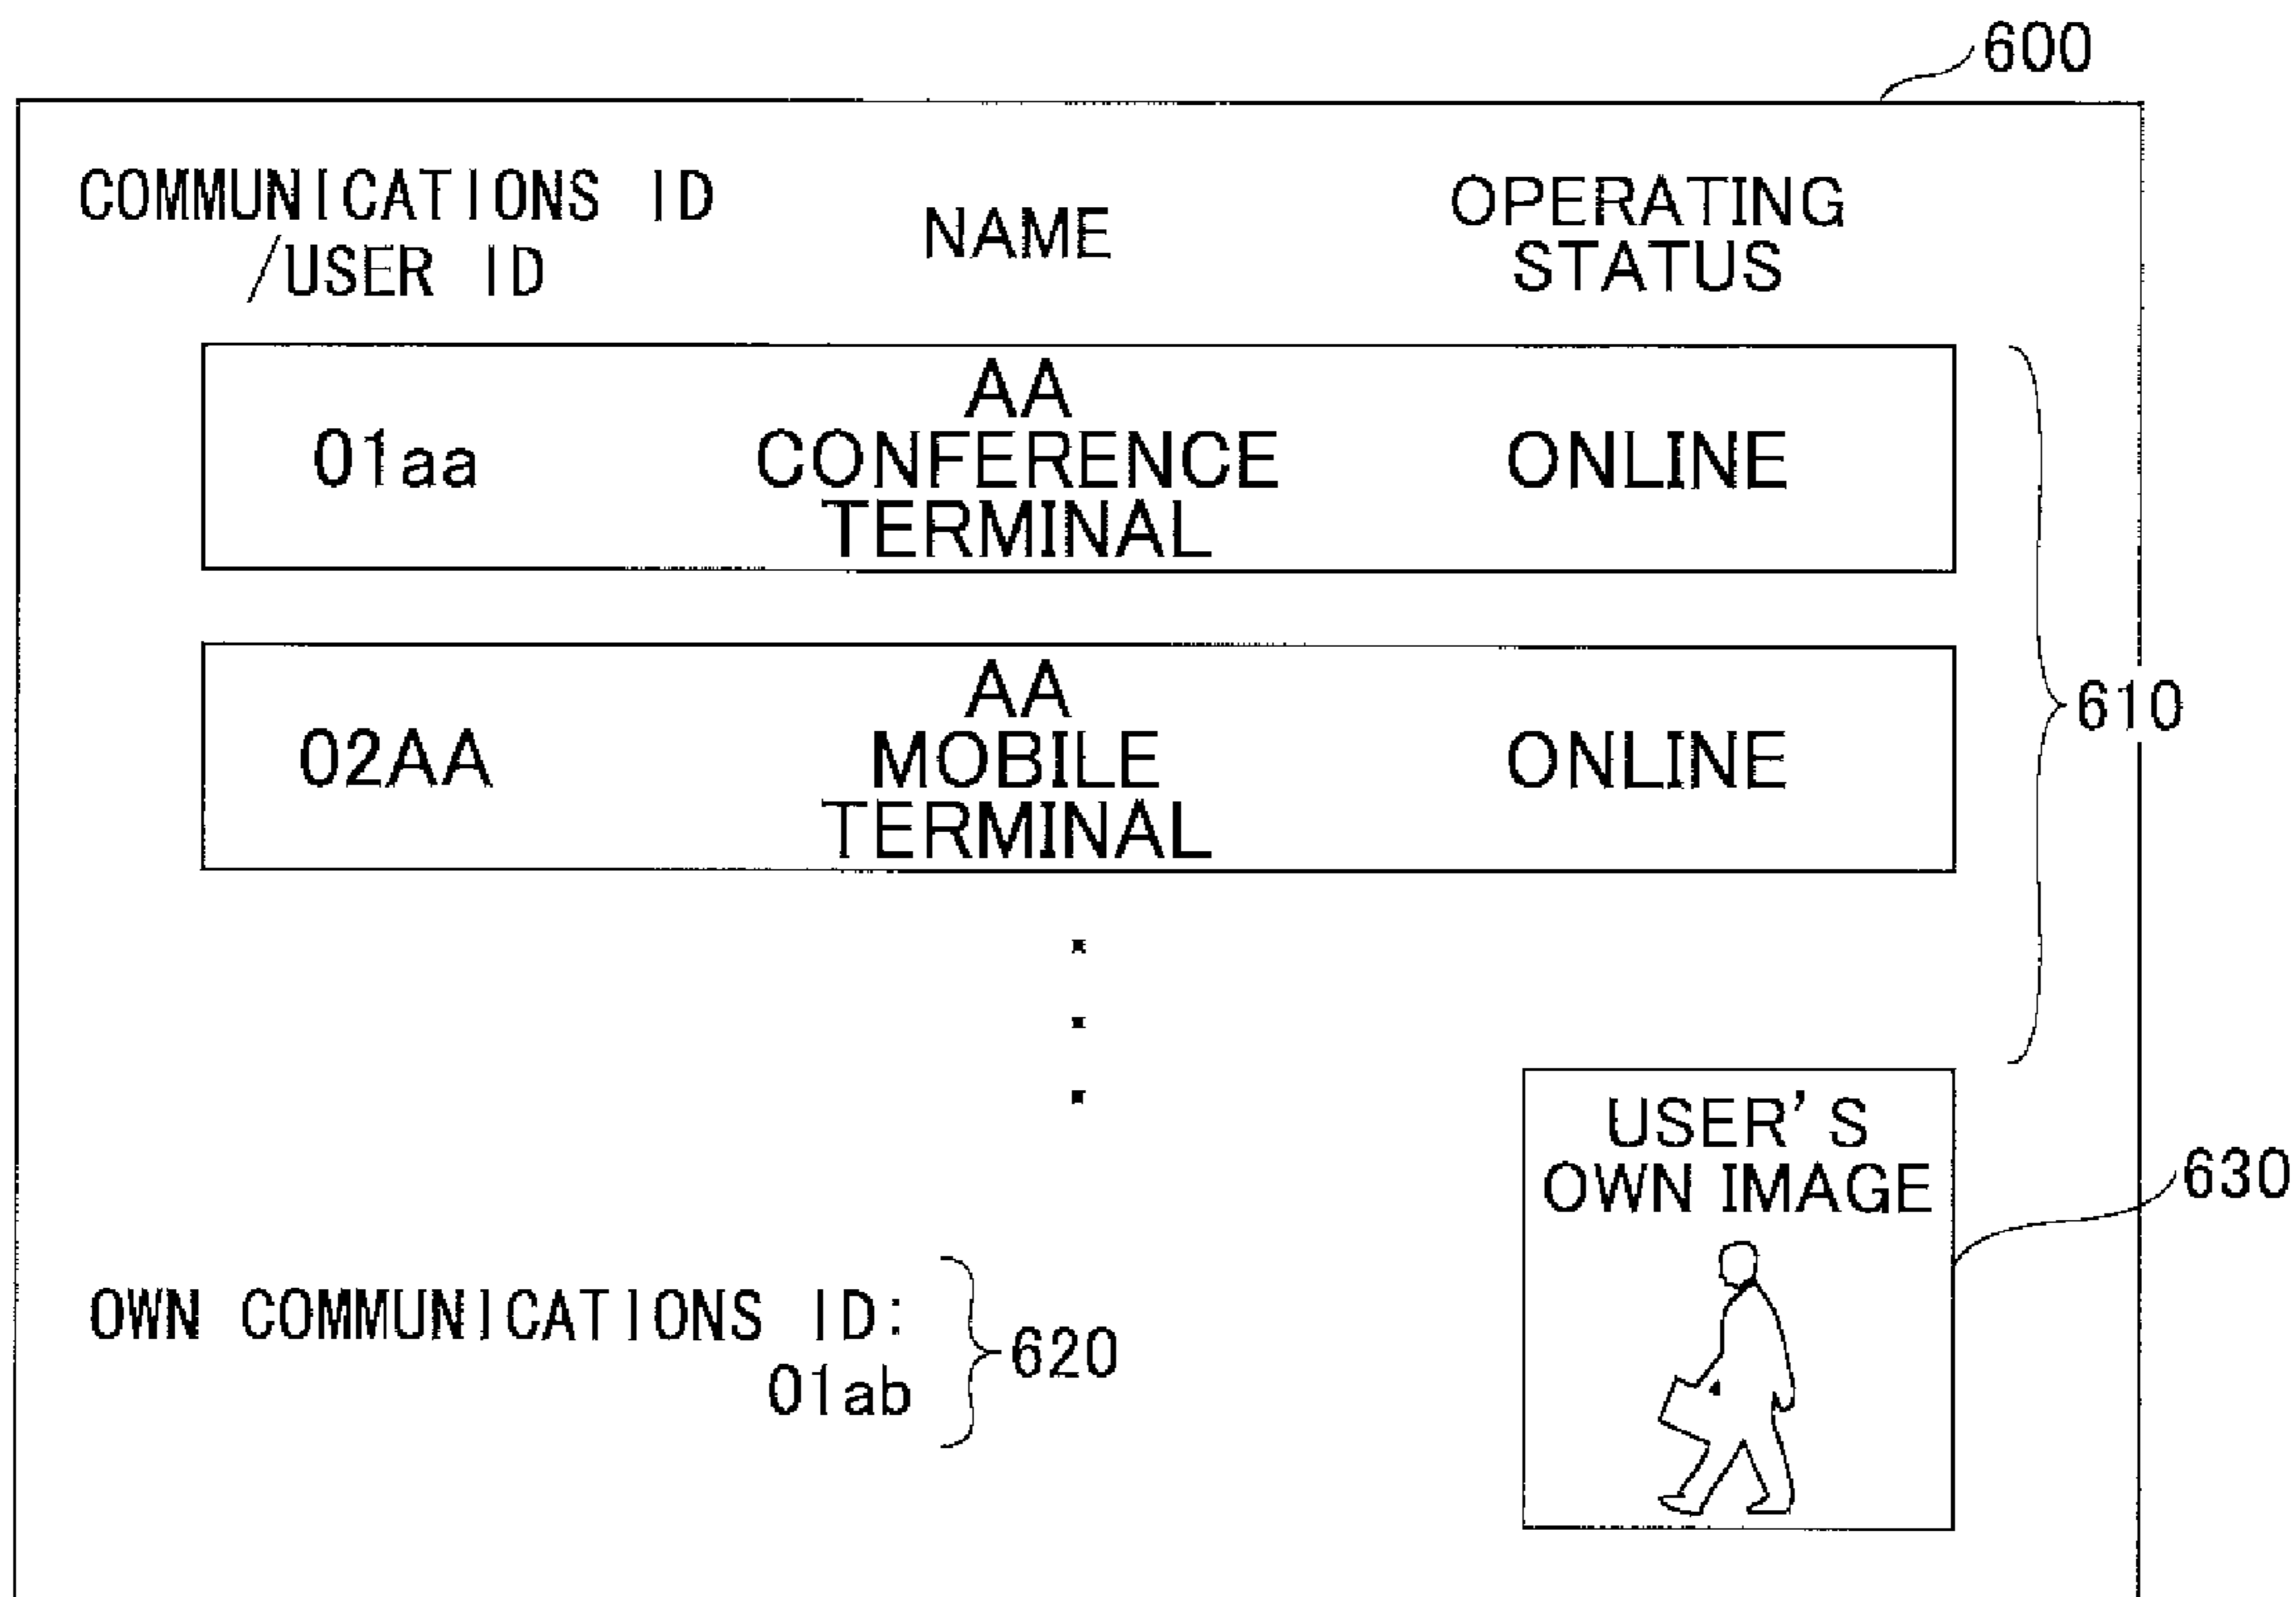 600
COMMUNICATIONS ID
/USER ID
NAME
OPERATING
STATUS
01aa
AA
CONFERENCE
TERMINAL
ONLINE
02AA
AA
MOBILE
TERMINAL
ONLINE
610
USER'S
OWN IMAGE
630
OWN COMMUNICATIONS ID:
01ab
620